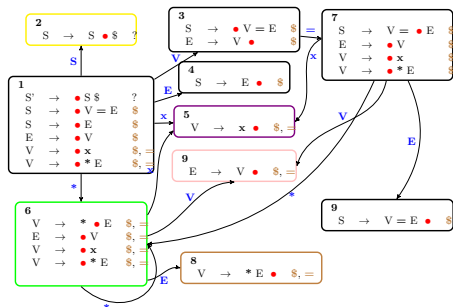 2
S → S • $ ?
3
S → • V = E $
E → V • $
7
S → V = • E $
E → • V $
V → • x $
V → • * E $
4
S → E • $
1
S' → • S $ ?
S → • V = E $
S → • E $
E → • V $
V → • x $, =
V → • * E $, =
5
V → x • $, =
9
E → V • $, =
6
V → * • E $, =
E → • V $, =
V → • x $, =
V → • * E $, =
8
V → * E • $, =
9
S → V = E • $
S
V
E
x
*
=
x
x
V
V
*
E
E
*